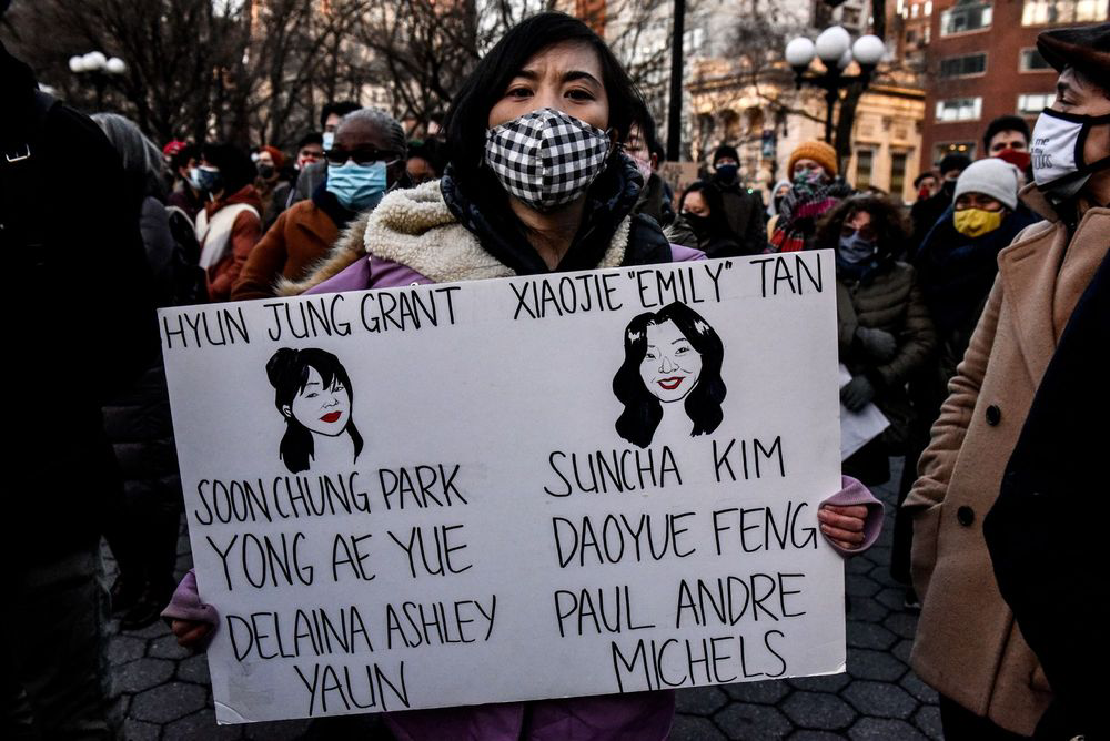 HYUN JUNG GRANT
XIAOJIE "EMILY" TAN
SOON CHUNG PARK
SUNCHA KIM
YONG AE YUE
DAOYUE FENG
DELAINA ASHLEY
YAUN
PAUL ANDRE
MICHELS